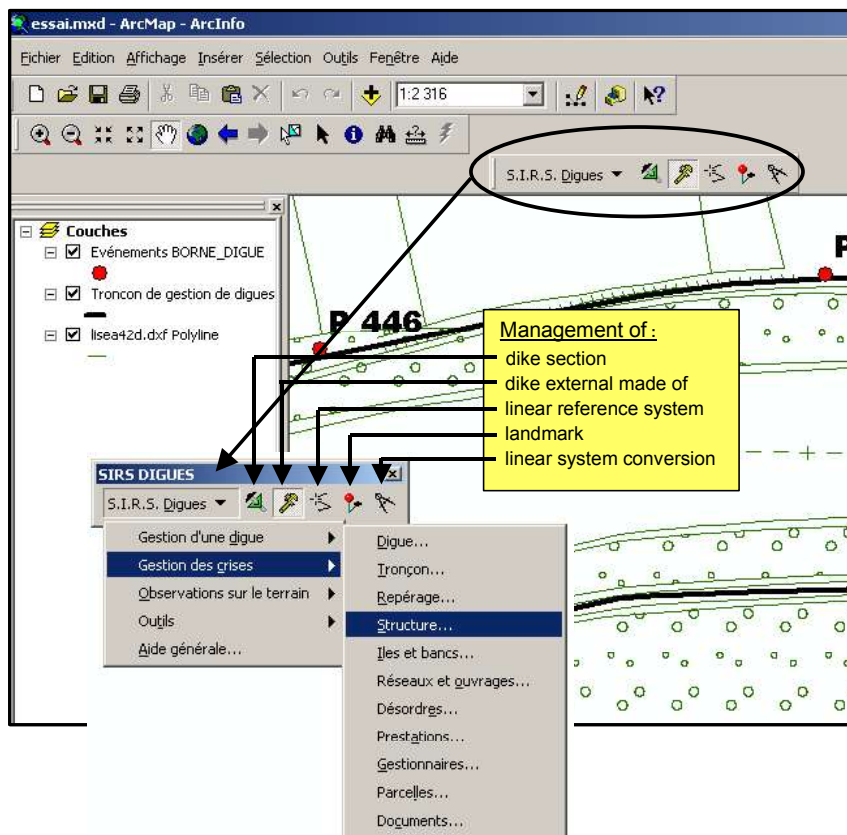 essai.mxd - ArcMap - ArcInfo
Fichier Edition Affichage Insérer Sélection Outils Fenêtre Aide
1:2 316
S.I.R.S. Digues
Couches
Evénements BORNE_DIGUE
Troncon de gestion de digues
lisea42d.dxf Polyline
P 446
P
Management of :
dike section
dike external made of
linear reference system
landmark
linear system conversion
SIRS DIGUES
S.I.R.S. Digues
Gestion d'une digue
Gestion des crises
Observations sur le terrain
Outils
Aide générale...
Digue...
Tronçon...
Repérage...
Structure...
Iles et bancs...
Réseaux et ouvrages...
Désordres...
Prestations...
Gestionnaires...
Parcelles...
Documents...